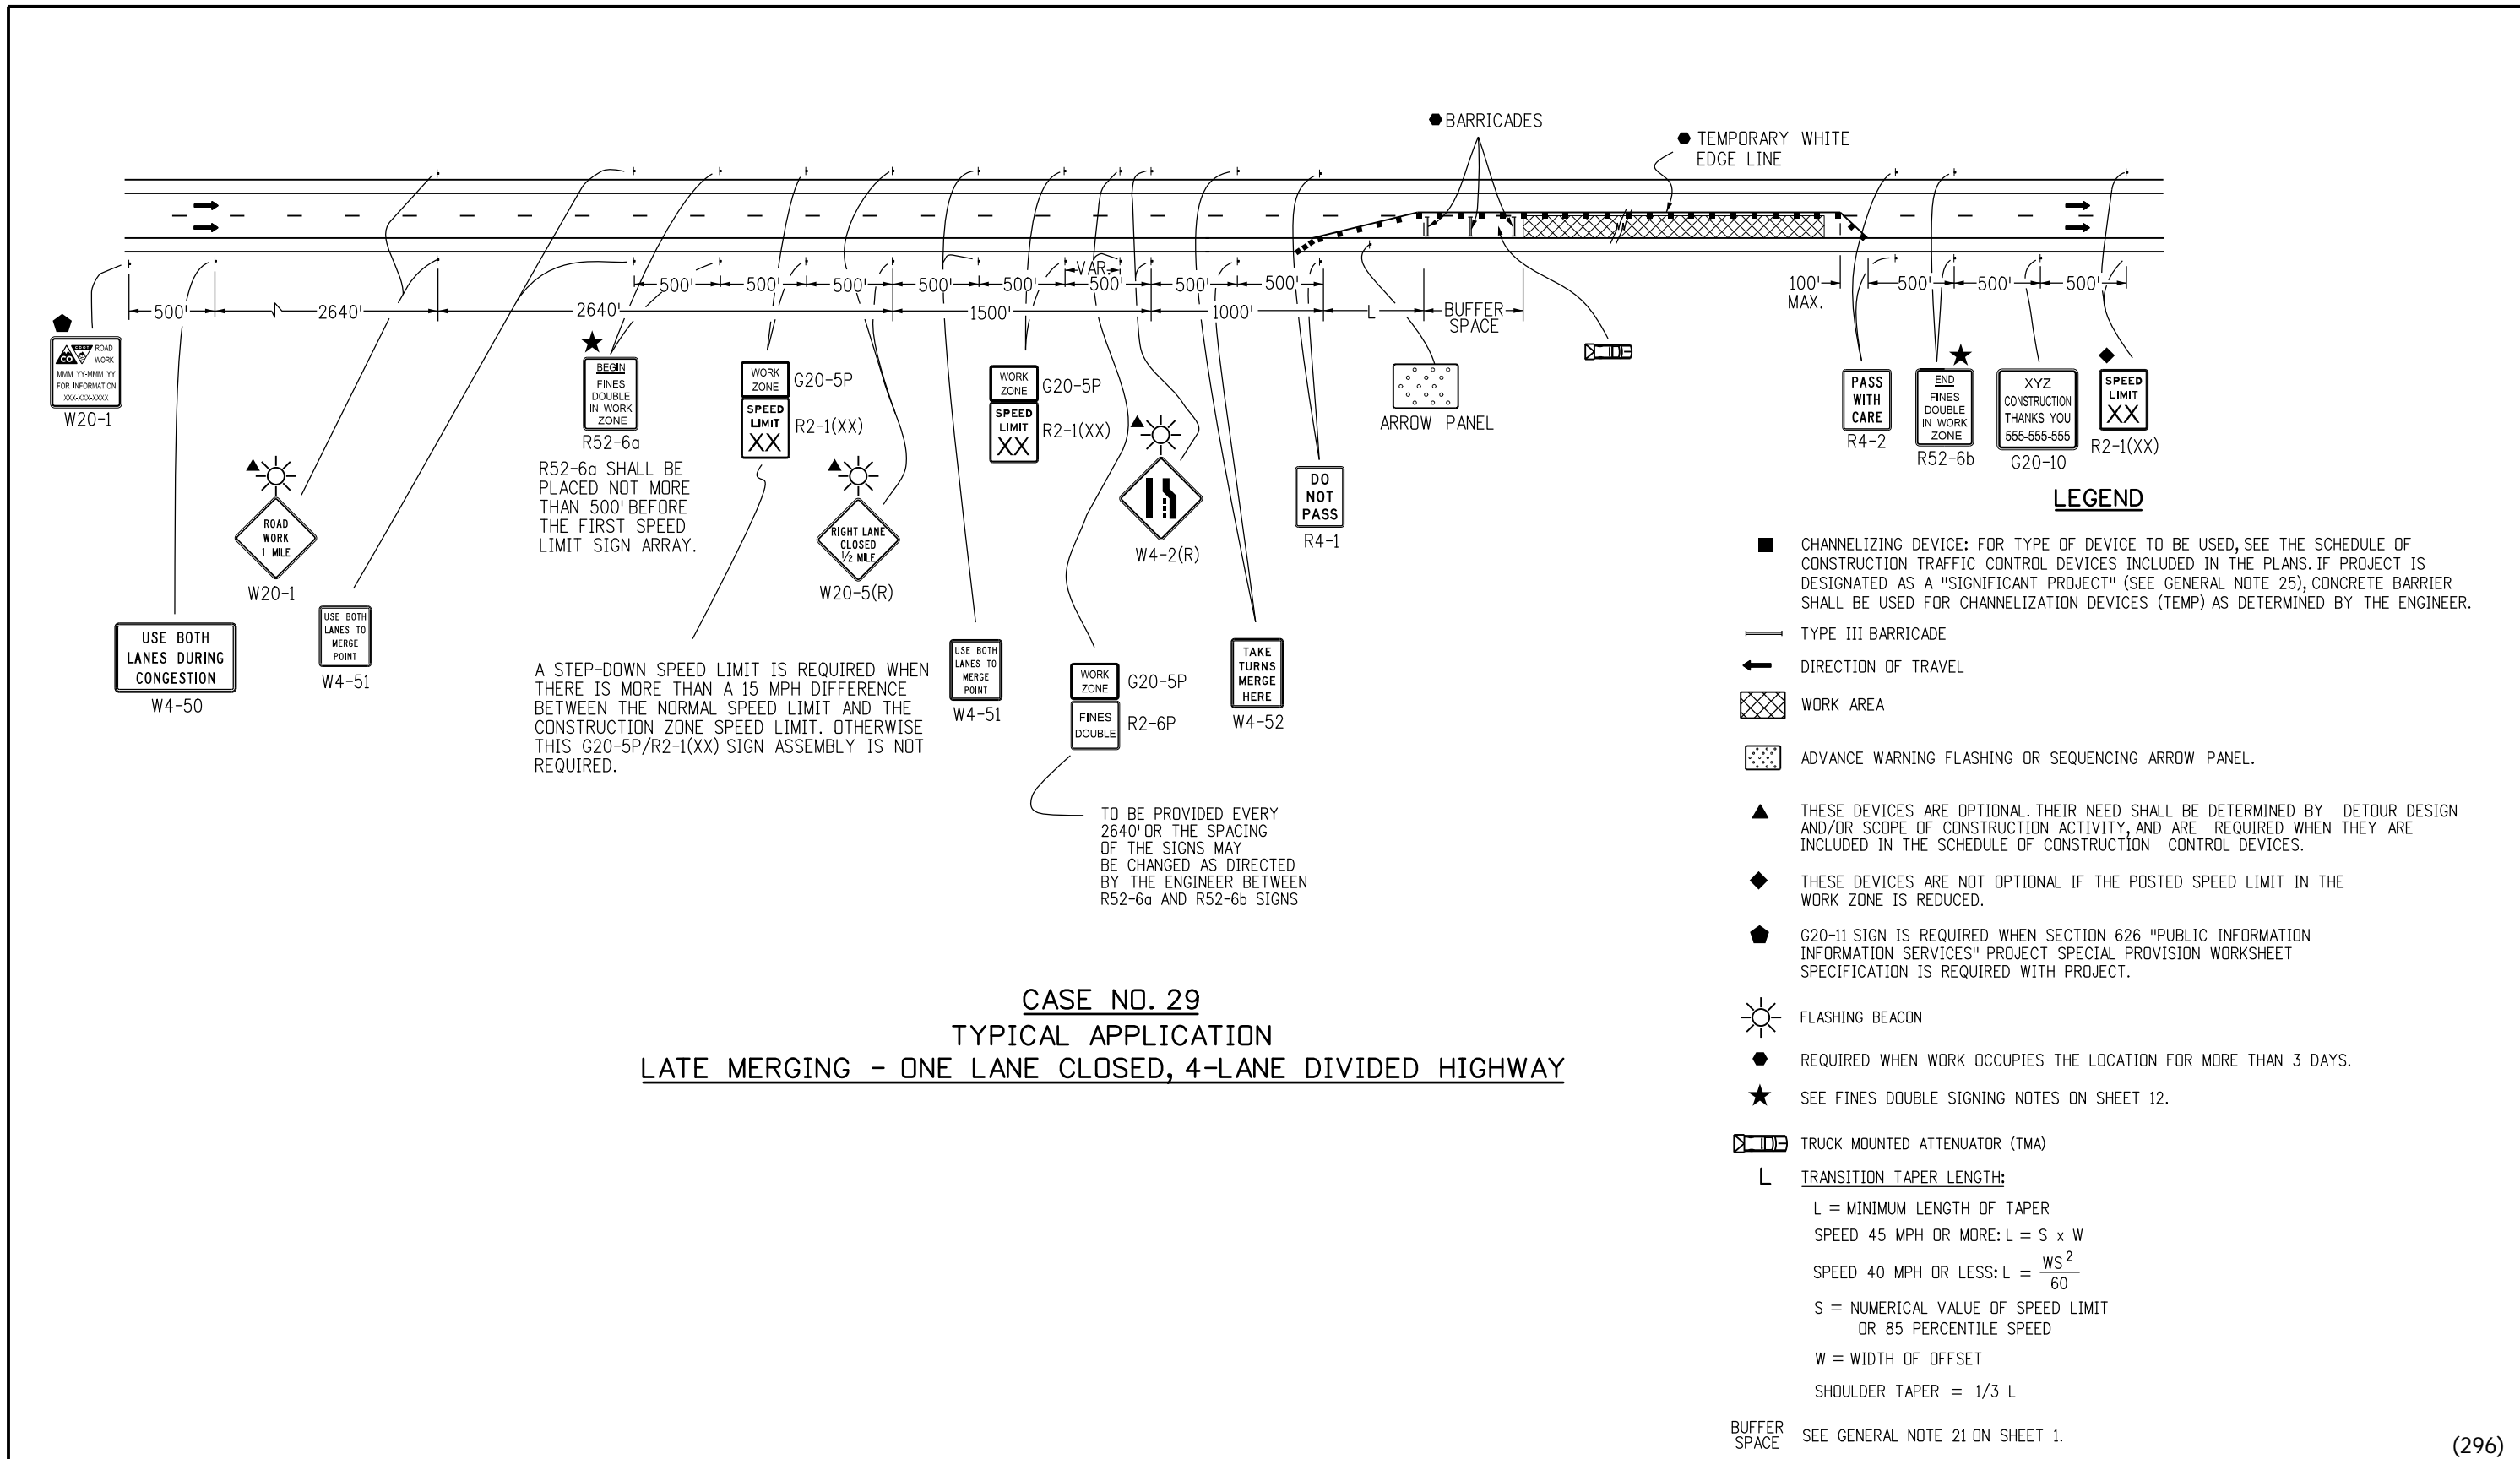 BARRICADES
TEMPORARY WHITE
EDGE LINE
VAR.
500' 500' 500' 500' 500' 500' 500' 500' 100' 500' 500' 500'
MAX.
500' 2640' 2640' 1500' 1000' L BUFFER
SPACE
CO
CDOT
ROAD
WORK
MMM YY-MMM YY
FOR INFORMATION
XXX-XXX-XXXX
W20-1
USE BOTH
LANES DURING
CONGESTION
W4-50
ROAD
WORK
1 MILE
W20-1
USE BOTH
LANES TO
MERGE
POINT
W4-51
BEGIN
FINES
DOUBLE
IN WORK
ZONE
R52-6a
R52-6a SHALL BE
PLACED NOT MORE
THAN 500' BEFORE
THE FIRST SPEED
LIMIT SIGN ARRAY.
WORK
ZONE
G20-5P
SPEED
LIMIT
XX
R2-1(XX)
A STEP-DOWN SPEED LIMIT IS REQUIRED WHEN
THERE IS MORE THAN A 15 MPH DIFFERENCE
BETWEEN THE NORMAL SPEED LIMIT AND THE
CONSTRUCTION ZONE SPEED LIMIT. OTHERWISE
THIS G20-5P/R2-1(XX) SIGN ASSEMBLY IS NOT
REQUIRED.
RIGHT LANE
CLOSED
1/2 MILE
W20-5(R)
USE BOTH
LANES TO
MERGE
POINT
W4-51
WORK
ZONE
G20-5P
SPEED
LIMIT
XX
R2-1(XX)
WORK
ZONE
G20-5P
FINES
DOUBLE
R2-6P
TO BE PROVIDED EVERY
2640' OR THE SPACING
OF THE SIGNS MAY
BE CHANGED AS DIRECTED
BY THE ENGINEER BETWEEN
R52-6a AND R52-6b SIGNS
W4-2(R)
TAKE
TURNS
MERGE
HERE
W4-52
DO
NOT
PASS
R4-1
ARROW PANEL
PASS
WITH
CARE
R4-2
END
FINES
DOUBLE
IN WORK
ZONE
R52-6b
XYZ
CONSTRUCTION
THANKS YOU
555-555-555
G20-10
SPEED
LIMIT
XX
R2-1(XX)
CASE NO. 29
TYPICAL APPLICATION
LATE MERGING - ONE LANE CLOSED, 4-LANE DIVIDED HIGHWAY
LEGEND
CHANNELIZING DEVICE: FOR TYPE OF DEVICE TO BE USED, SEE THE SCHEDULE OF
CONSTRUCTION TRAFFIC CONTROL DEVICES INCLUDED IN THE PLANS. IF PROJECT IS
DESIGNATED AS A "SIGNIFICANT PROJECT" (SEE GENERAL NOTE 25), CONCRETE BARRIER
SHALL BE USED FOR CHANNELIZATION DEVICES (TEMP) AS DETERMINED BY THE ENGINEER.
TYPE III BARRICADE
DIRECTION OF TRAVEL
WORK AREA
ADVANCE WARNING FLASHING OR SEQUENCING ARROW PANEL.
THESE DEVICES ARE OPTIONAL. THEIR NEED SHALL BE DETERMINED BY DETOUR DESIGN
AND/OR SCOPE OF CONSTRUCTION ACTIVITY, AND ARE REQUIRED WHEN THEY ARE
INCLUDED IN THE SCHEDULE OF CONSTRUCTION CONTROL DEVICES.
THESE DEVICES ARE NOT OPTIONAL IF THE POSTED SPEED LIMIT IN THE
WORK ZONE IS REDUCED.
G20-11 SIGN IS REQUIRED WHEN SECTION 626 "PUBLIC INFORMATION
INFORMATION SERVICES" PROJECT SPECIAL PROVISION WORKSHEET
SPECIFICATION IS REQUIRED WITH PROJECT.
FLASHING BEACON
REQUIRED WHEN WORK OCCUPIES THE LOCATION FOR MORE THAN 3 DAYS.
SEE FINES DOUBLE SIGNING NOTES ON SHEET 12.
TRUCK MOUNTED ATTENUATOR (TMA)
L TRANSITION TAPER LENGTH:
L = MINIMUM LENGTH OF TAPER
SPEED 45 MPH OR MORE: L = S x W
SPEED 40 MPH OR LESS: L = WS²/60
S = NUMERICAL VALUE OF SPEED LIMIT
OR 85 PERCENTILE SPEED
W = WIDTH OF OFFSET
SHOULDER TAPER = 1/3 L
BUFFER
SPACE
SEE GENERAL NOTE 21 ON SHEET 1.
(296)